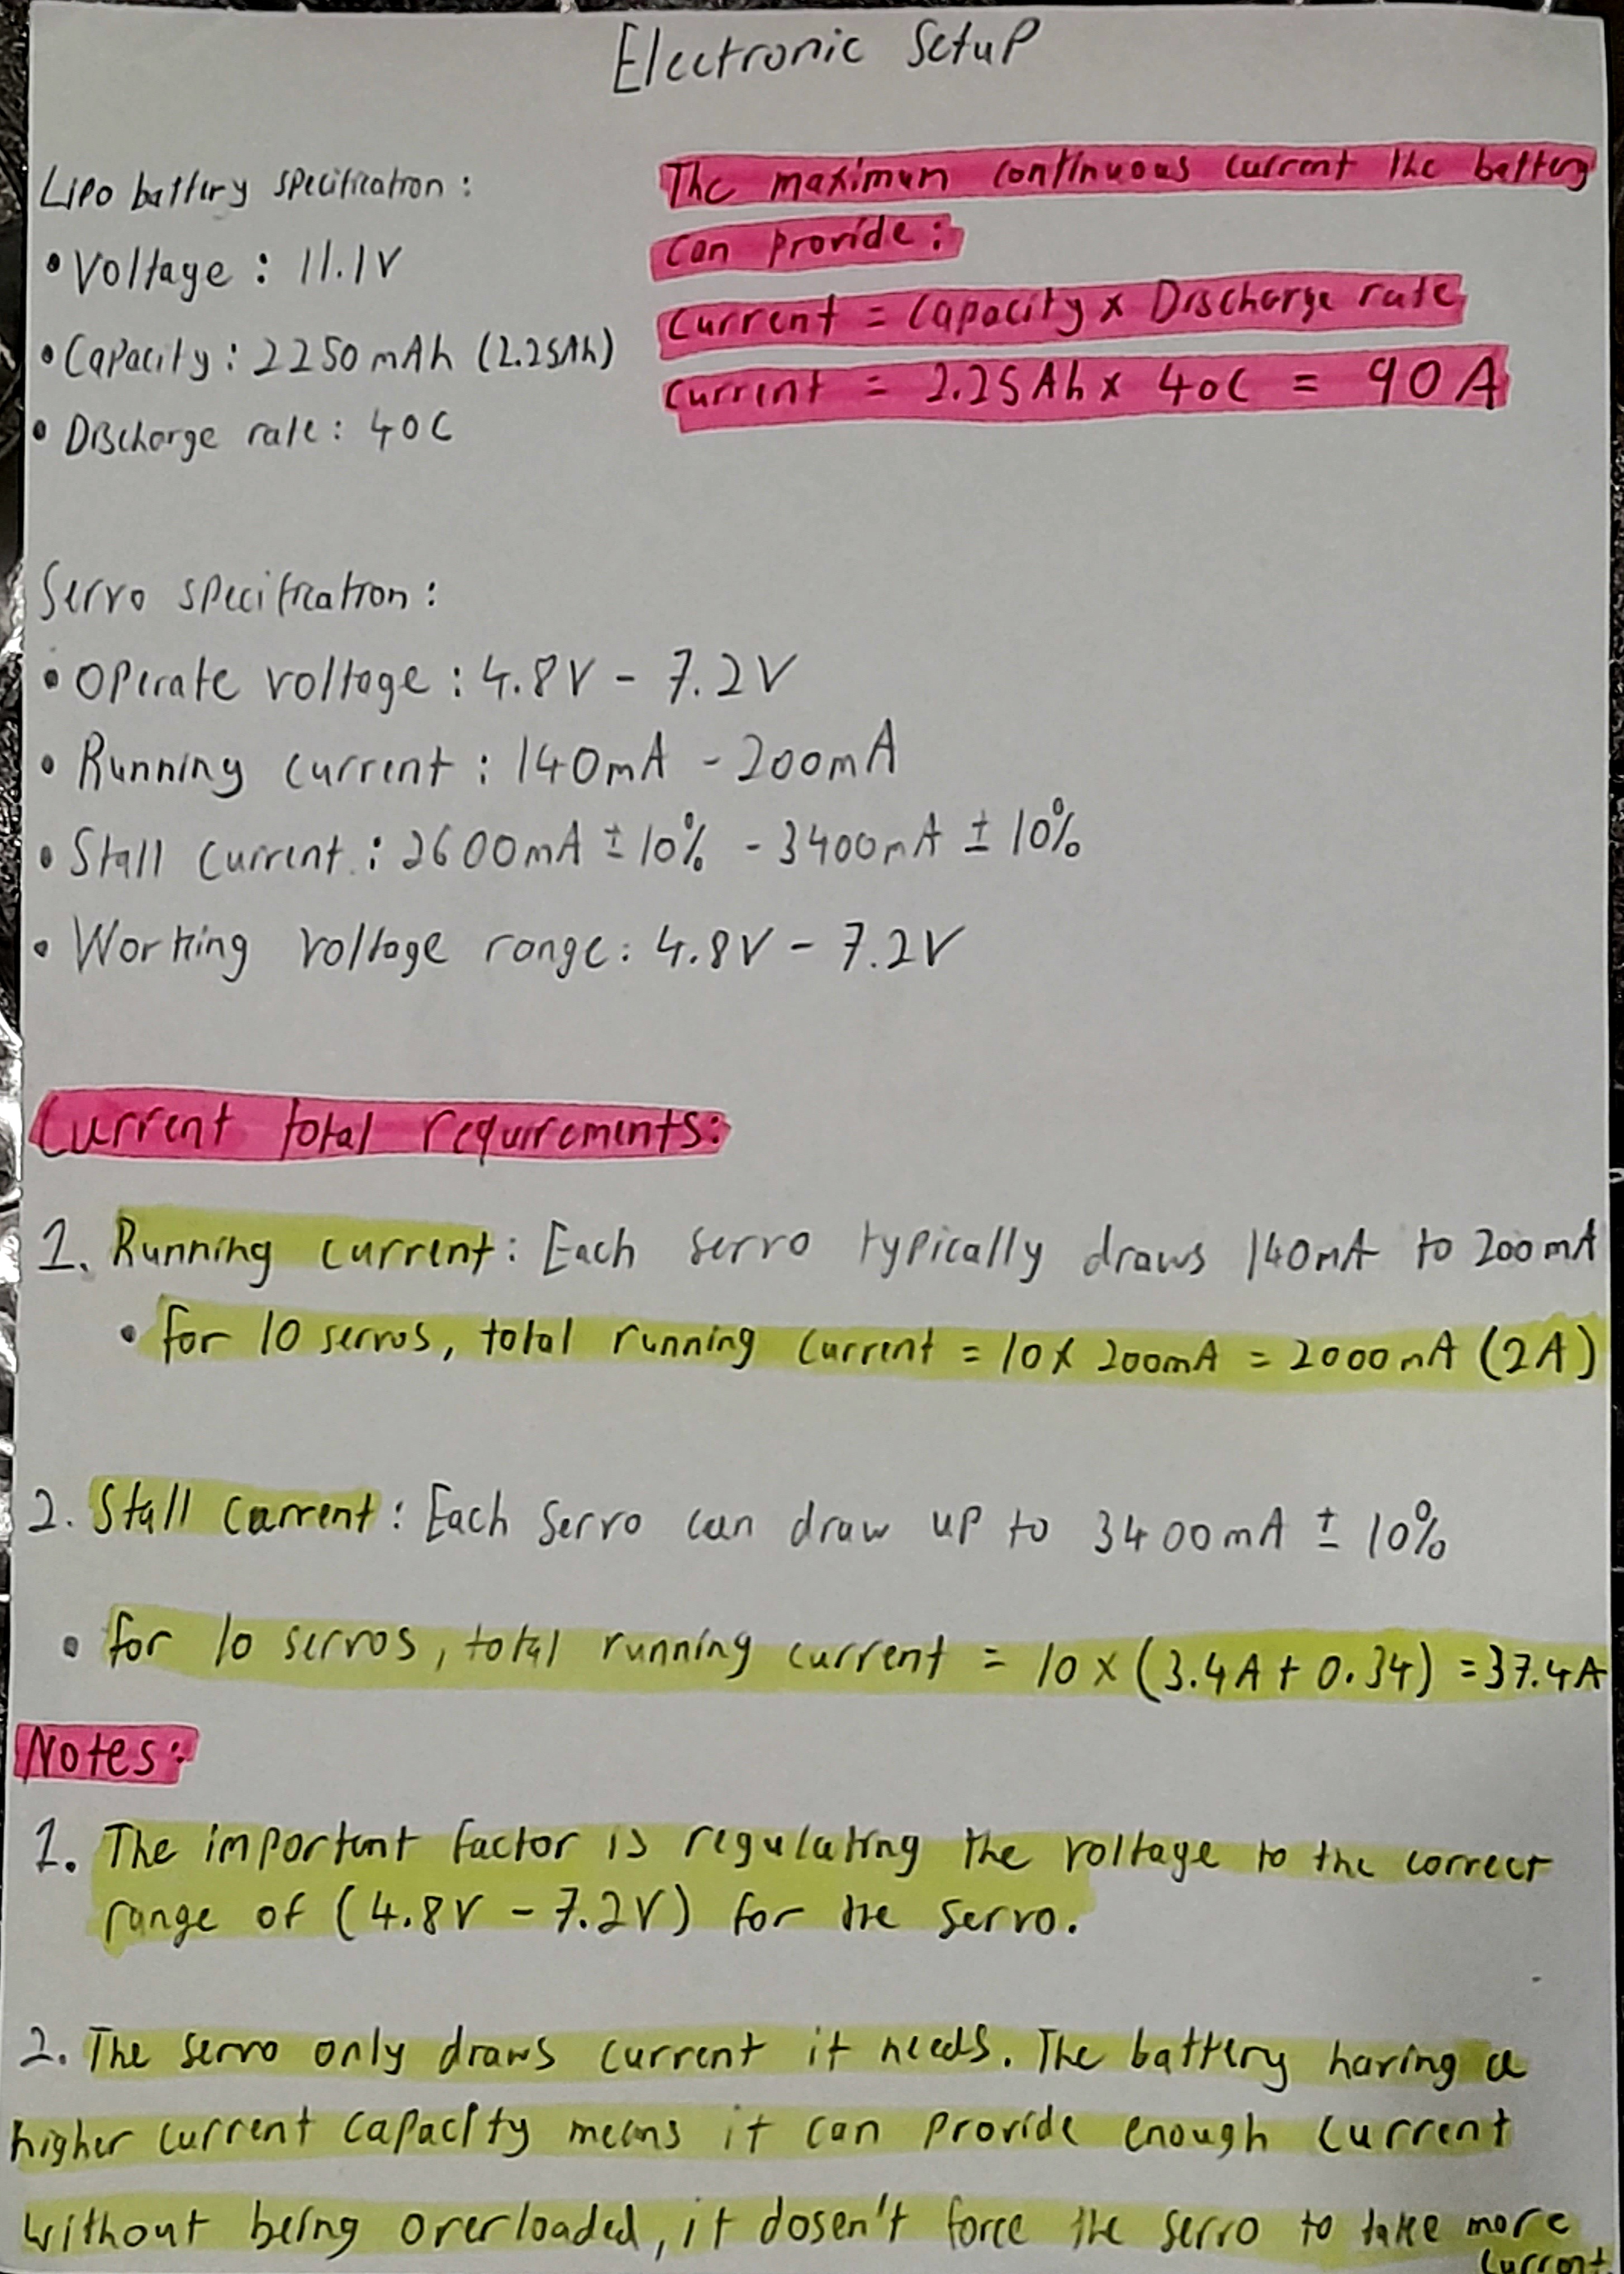 Electronic Setup
Lipo battery specification:
• Voltage : 11.1V
• Capacity : 2250mAh (2.25Ah)
• Discharge rate: 40C
The maximum continuous current the battery
can provide:
Current = Capacity x Discharge rate
Current = 2.25Ah x 40C = 90A
Servo specification:
• Operate voltage : 4.8V - 7.2V
• Running current : 140mA - 200mA
• Stall current : 2600mA ± 10% - 3400mA ± 10%
• Working voltage range: 4.8V - 7.2V
Current total requirements:
1. Running current: Each servo typically draws 140mA to 200mA
• for 10 servos, total running current = 10 x 200mA = 2000mA (2A)
2. Stall current: Each servo can draw up to 3400mA ± 10%
• for 10 servos, total running current = 10 x (3.4A + 0.34) = 37.4A
Notes:
1. The important factor is regulating the voltage to the correct
range of (4.8V - 7.2V) for the servo.
2. The servo only draws current it needs. The battery having a
higher current capacity means it can provide enough current
without being overloaded, it dosen't force the servo to take more
current